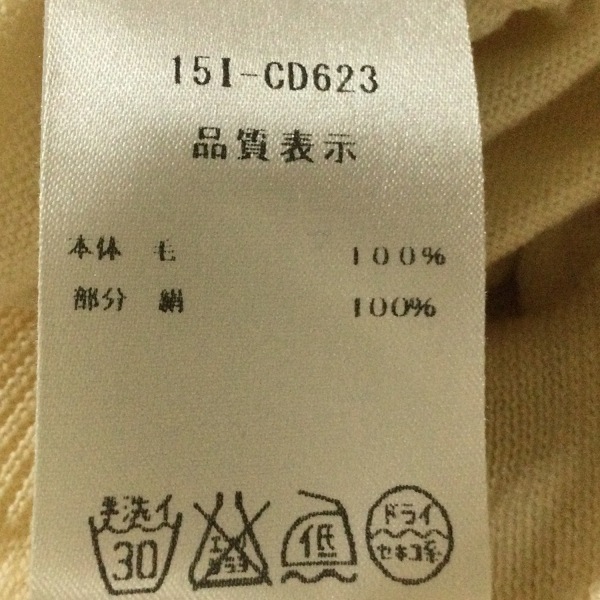 15I-CD623
品質表示
本体 毛 100%
部分 絹 100%
手洗イ 30 エンソサラシ 低 ドライ セキユ系